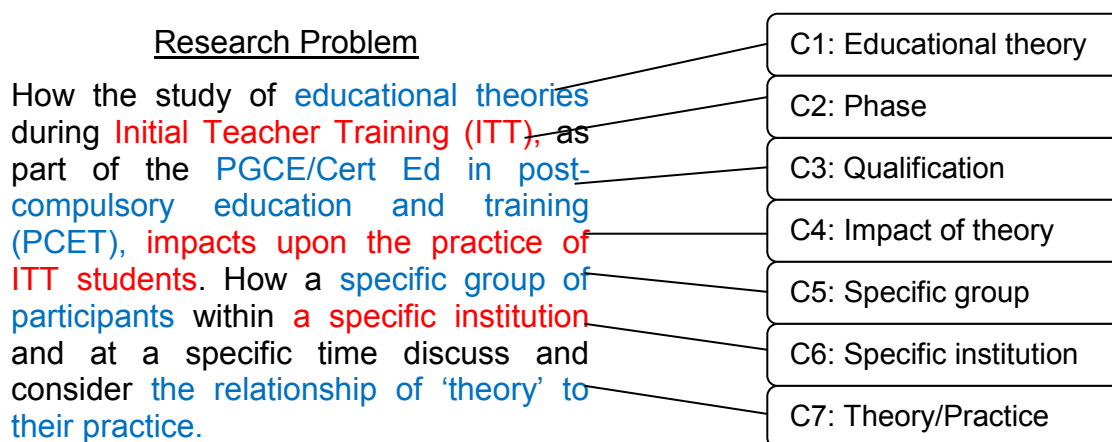 Research Problem
How the study of educational theories
during Initial Teacher Training (ITT), as
part of the PGCE/Cert Ed in post-
compulsory education and training
(PCET), impacts upon the practice of
ITT students. How a specific group of
participants within a specific institution
and at a specific time discuss and
consider the relationship of ‘theory’ to
their practice.
C1: Educational theory
C2: Phase
C3: Qualification
C4: Impact of theory
C5: Specific group
C6: Specific institution
C7: Theory/Practice